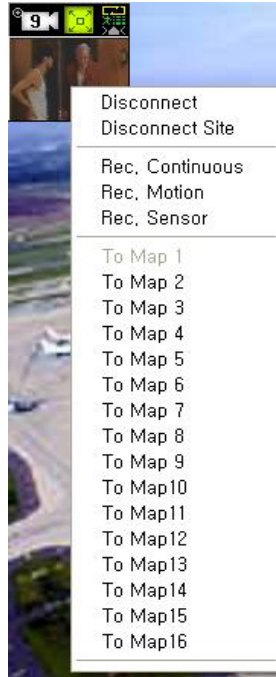 9
Disconnect
Disconnect Site
Rec, Continuous
Rec, Motion
Rec, Sensor
To Map 1
To Map 2
To Map 3
To Map 4
To Map 5
To Map 6
To Map 7
To Map 8
To Map 9
To Map10
To Map11
To Map12
To Map13
To Map14
To Map15
To Map16